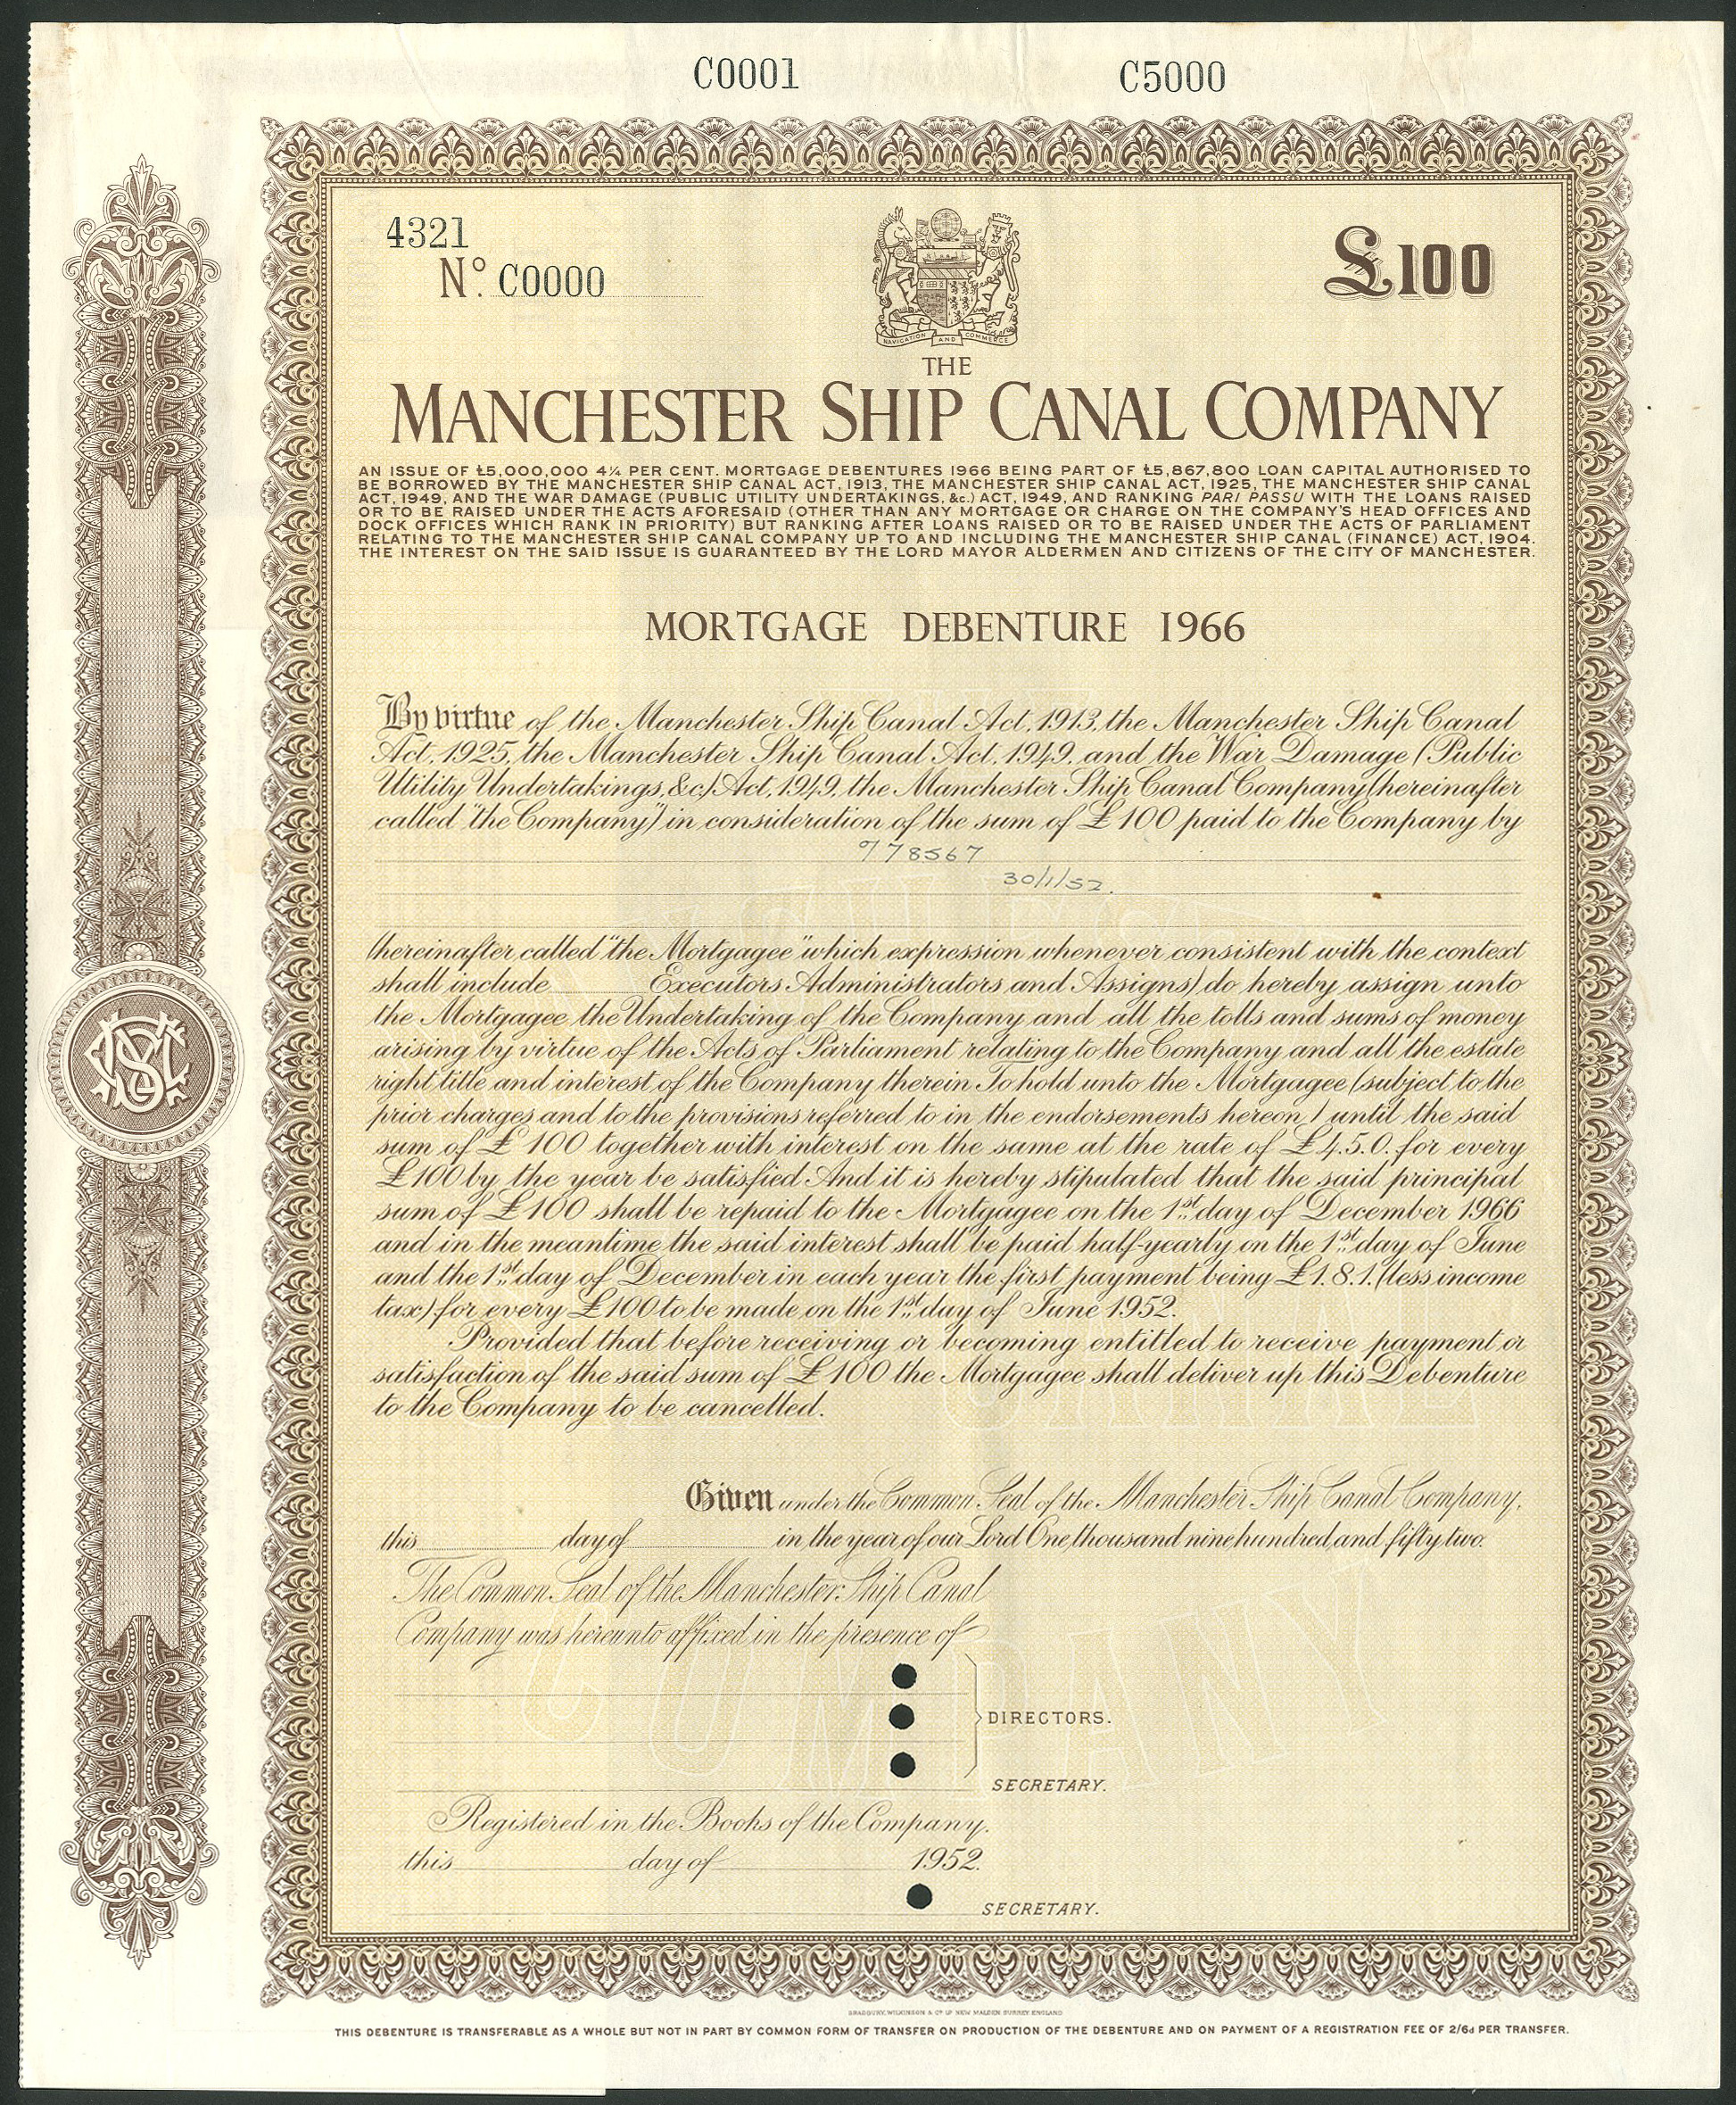 C0001 C5000
4321
No. C0000
£100
NAVIGATION AND COMMERCE
THE
MANCHESTER SHIP CANAL COMPANY
AN ISSUE OF £5,000,000 4¼ PER CENT. MORTGAGE DEBENTURES 1966 BEING PART OF £5,867,800 LOAN CAPITAL AUTHORISED TO
BE BORROWED BY THE MANCHESTER SHIP CANAL ACT, 1913, THE MANCHESTER SHIP CANAL ACT, 1925, THE MANCHESTER SHIP CANAL
ACT, 1949, AND THE WAR DAMAGE (PUBLIC UTILITY UNDERTAKINGS, &c.) ACT, 1949, AND RANKING PARI PASSU WITH THE LOANS RAISED
OR TO BE RAISED UNDER THE ACTS AFORESAID (OTHER THAN ANY MORTGAGE OR CHARGE ON THE COMPANY'S HEAD OFFICES AND
DOCK OFFICES WHICH RANK IN PRIORITY) BUT RANKING AFTER LOANS RAISED OR TO BE RAISED UNDER THE ACTS OF PARLIAMENT
RELATING TO THE MANCHESTER SHIP CANAL COMPANY UP TO AND INCLUDING THE MANCHESTER SHIP CANAL (FINANCE) ACT, 1904.
THE INTEREST ON THE SAID ISSUE IS GUARANTEED BY THE LORD MAYOR ALDERMEN AND CITIZENS OF THE CITY OF MANCHESTER.
MORTGAGE DEBENTURE 1966
By virtue of the Manchester Ship Canal Act, 1913, the Manchester Ship Canal
Act, 1925, the Manchester Ship Canal Act, 1949, and the War Damage (Public
Utility Undertakings, &c.) Act, 1949, the Manchester Ship Canal Company (hereinafter
called "the Company") in consideration of the sum of £100 paid to the Company by
778567
30/1/52.
(hereinafter called "the Mortgagee" which expression whenever consistent with the context
shall include Executors Administrators and Assigns) do hereby assign unto
the Mortgagee the Undertaking of the Company and all the tolls and sums of money
arising by virtue of the Acts of Parliament relating to the Company and all the estate
right title and interest of the Company therein To hold unto the Mortgagee (subject to the
prior charges and to the provisions referred to in the endorsements hereon) until the said
sum of £100 together with interest on the same at the rate of £4.5.0. for every
£100 by the year be satisfied And it is hereby stipulated that the said principal
sum of £100 shall be repaid to the Mortgagee on the 1st day of December 1966
and in the meantime the said interest shall be paid half-yearly on the 1st day of June
and the 1st day of December in each year the first payment being £1.8.1. (less income
tax) for every £100 to be made on the 1st day of June 1952.
Provided that before receiving or becoming entitled to receive payment or
satisfaction of the said sum of £100 the Mortgagee shall deliver up this Debenture
to the Company to be cancelled.
Given under the Common Seal of the Manchester Ship Canal Company,
this day of in the year of our Lord One thousand nine hundred and fifty two.
The Common Seal of the Manchester Ship Canal
Company was hereunto affixed in the presence of
DIRECTORS.
SECRETARY.
Registered in the Books of the Company.
this day of 1952.
SECRETARY.
BRADBURY, WILKINSON & Co. Ld. NEW MALDEN SURREY ENGLAND
THIS DEBENTURE IS TRANSFERABLE AS A WHOLE BUT NOT IN PART BY COMMON FORM OF TRANSFER ON PRODUCTION OF THE DEBENTURE AND ON PAYMENT OF A REGISTRATION FEE OF 2/6d PER TRANSFER.